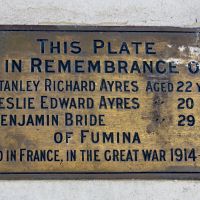 THIS PLATE
IN REMEMBRANCE O
STANLEY RICHARD AYRES AGED 22 Y
ESLIE EDWARD AYRES " 20
ENJAMIN BRIDE " 29
OF FUMINA
D IN FRANCE, IN THE GREAT WAR 1914-